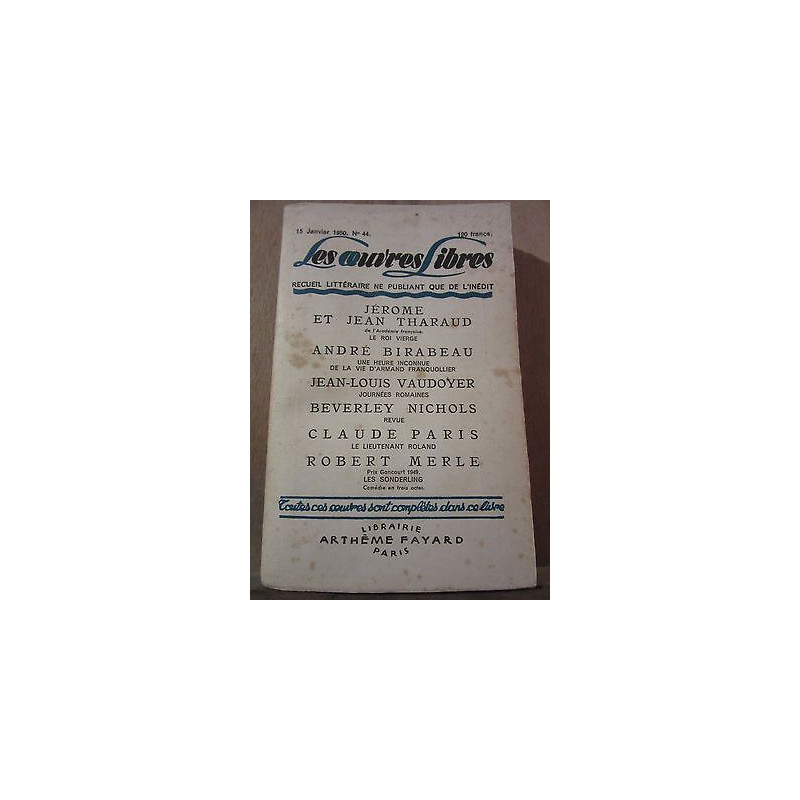 15 Janvier 1950. N° 44. 190 francs.
Les œuvres Libres
RECUEIL LITTÉRAIRE NE PUBLIANT QUE DE L'INÉDIT
JÉROME
ET JEAN THARAUD
de l'Académie française.
LE ROI VIERGE
ANDRÉ BIRABEAU
UNE HEURE INCONNUE
DE LA VIE D'ARMAND FRANQUOLLIER
JEAN-LOUIS VAUDOYER
JOURNÉES ROMAINES
BEVERLEY NICHOLS
REVUE
CLAUDE PARIS
LE LIEUTENANT ROLAND
ROBERT MERLE
Prix Goncourt 1949.
LES SONDERLING
Comédie en trois actes.
Toutes ces œuvres sont complètes dans ce livre
LIBRAIRIE
ARTHÈME FAYARD
PARIS